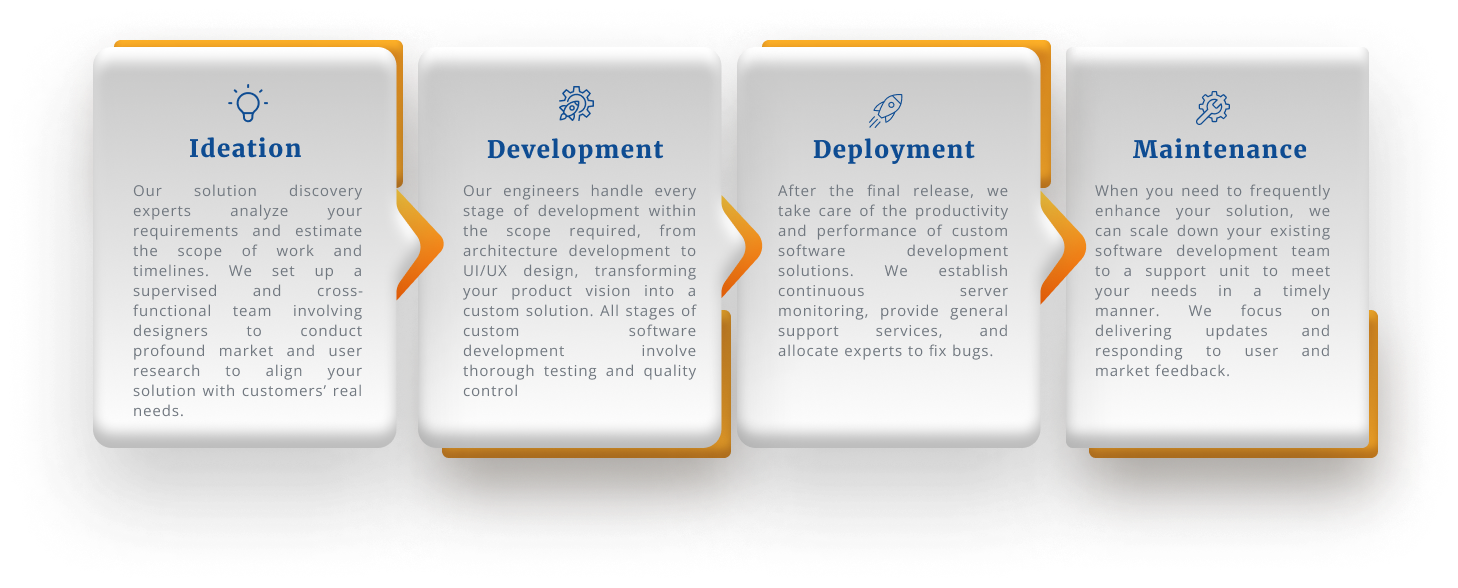 Ideation
Our solution discovery
experts analyze your
requirements and estimate
the scope of work and
timelines. We set up a
supervised and cross-
functional team involving
designers to conduct
profound market and user
research to align your
solution with customers’ real
needs.
Development
Our engineers handle every
stage of development within
the scope required, from
architecture development to
UI/UX design, transforming
your product vision into a
custom solution. All stages of
custom software
development involve
thorough testing and quality
control
Deployment
After the final release, we
take care of the productivity
and performance of custom
software development
solutions. We establish
continuous server
monitoring, provide general
support services, and
allocate experts to fix bugs.
Maintenance
When you need to frequently
enhance your solution, we
can scale down your existing
software development team
to a support unit to meet
your needs in a timely
manner. We focus on
delivering updates and
responding to user and
market feedback.